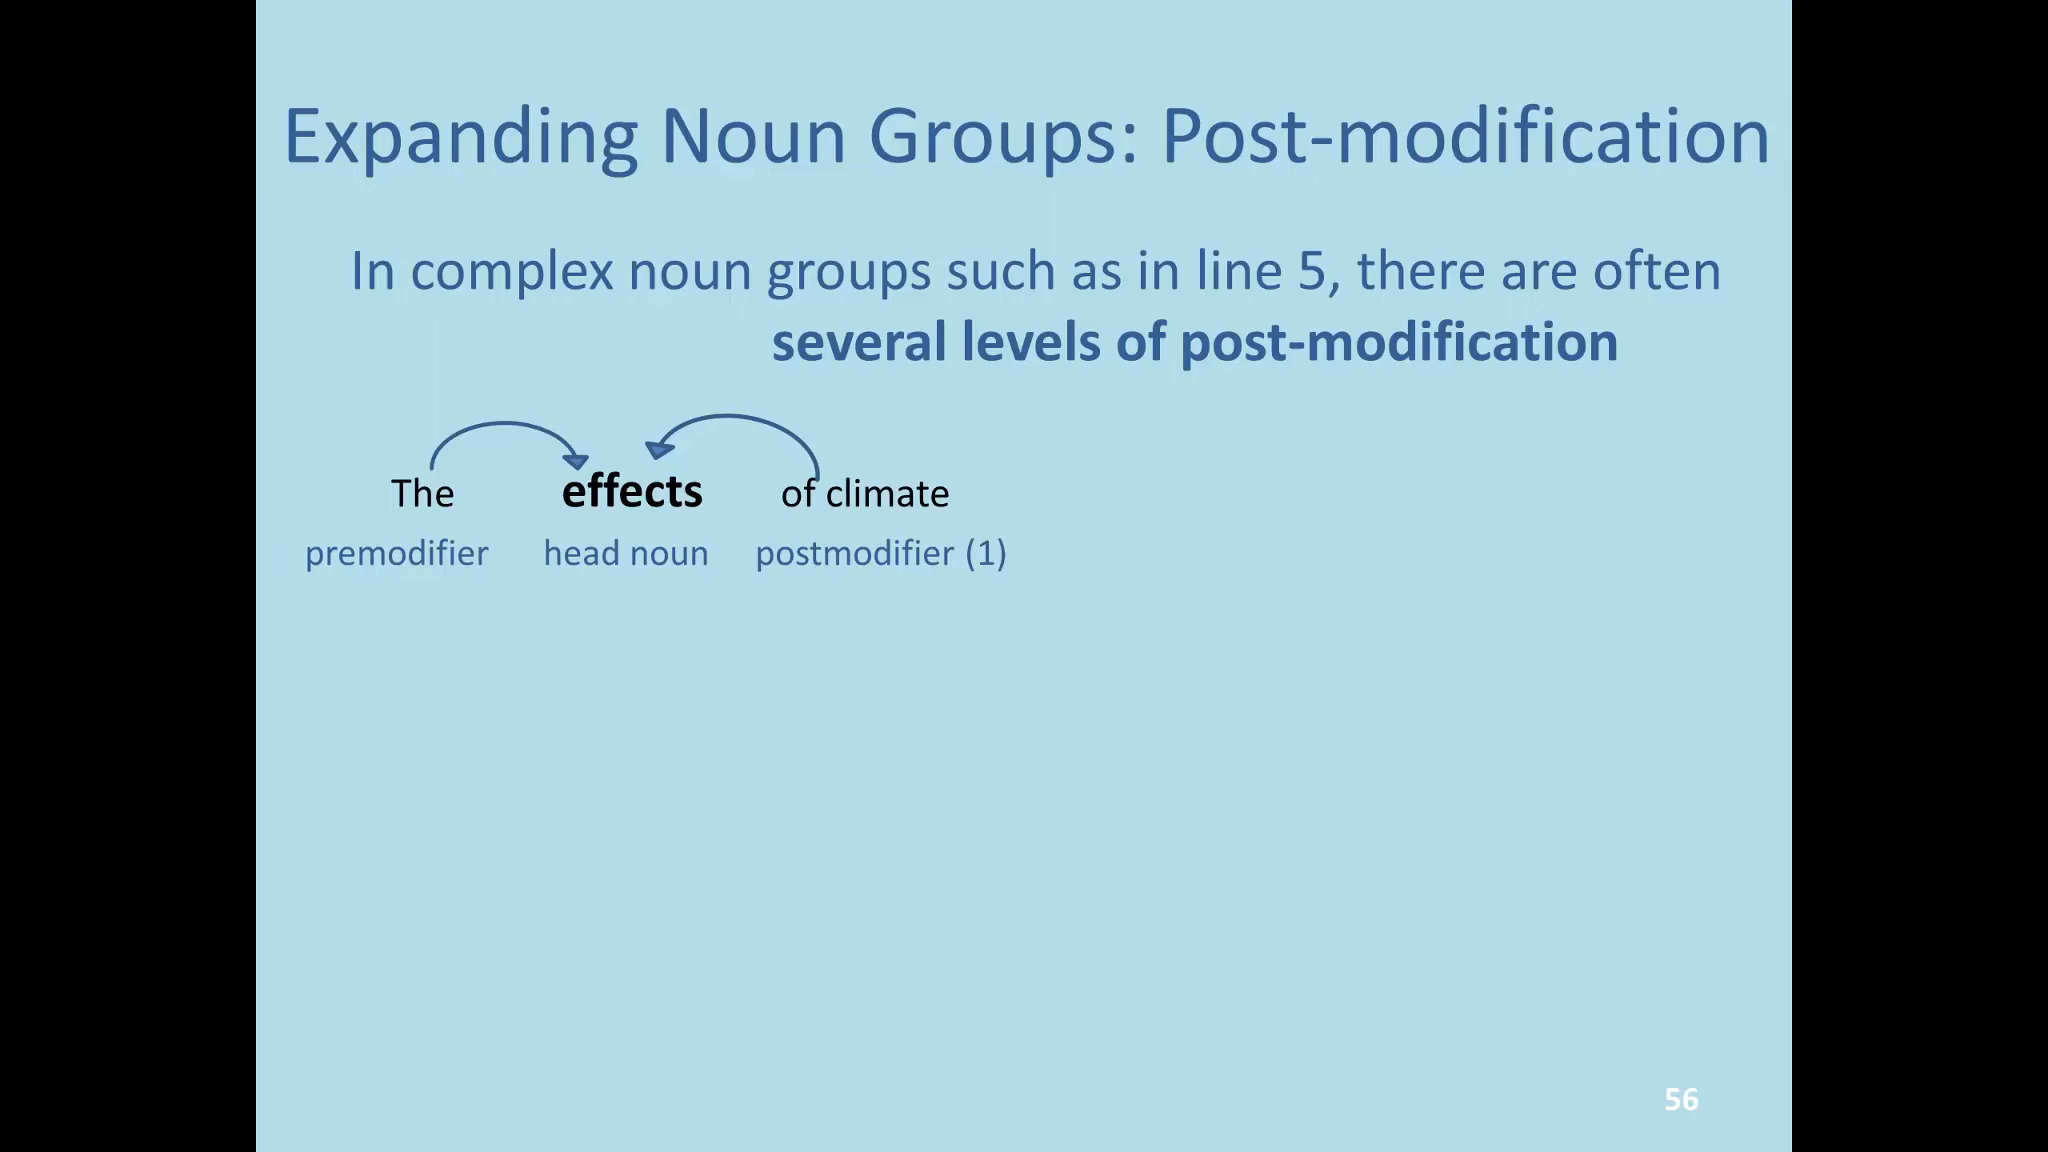 Expanding Noun Groups: Post-modification
In complex noun groups such as in line 5, there are often
several levels of post-modification
The effects of climate
premodifier head noun postmodifier (1)
56